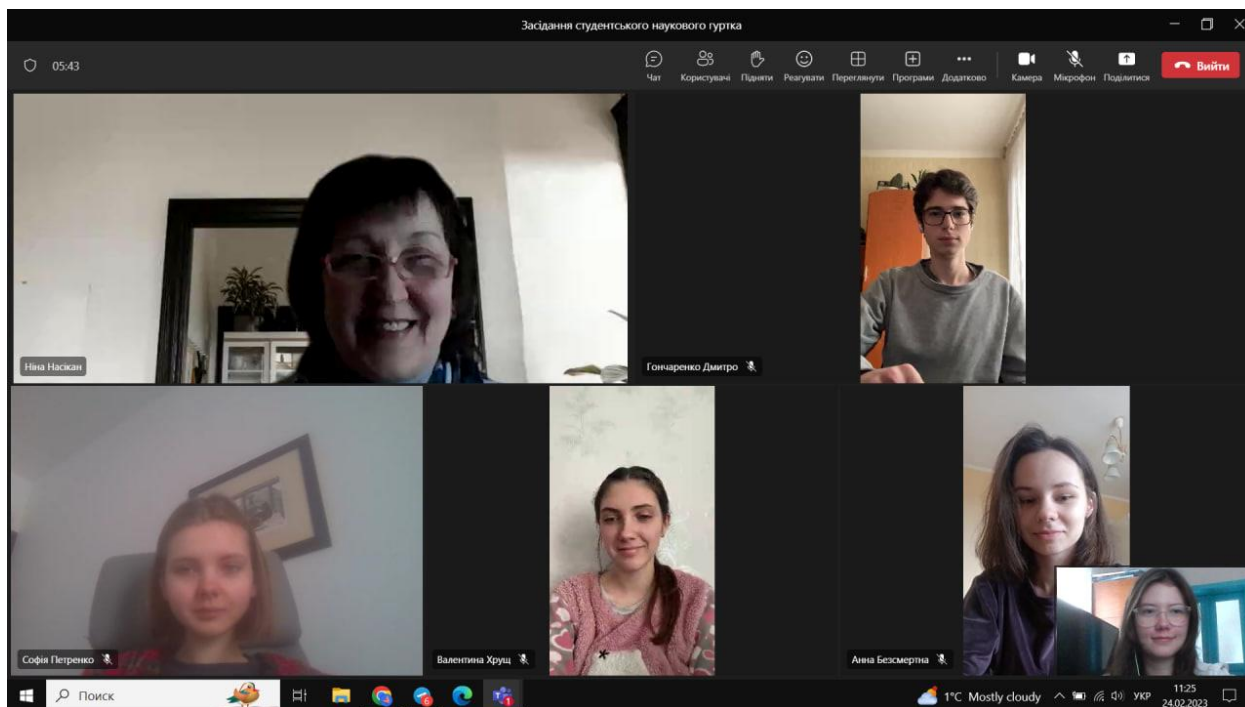 Засідання студентського наукового гуртка
05:43
Чат Користувачі Підняти Реагувати Переглянути Програми Додатково Камера Мікрофон Поділитися Вийти
Ніна Насікан
Гончаренко Дмитро
Софія Петренко
Валентина Хрущ
Анна Безсмертна
Поиск
1°C Mostly cloudy
УКР
11:25
24.02.2023